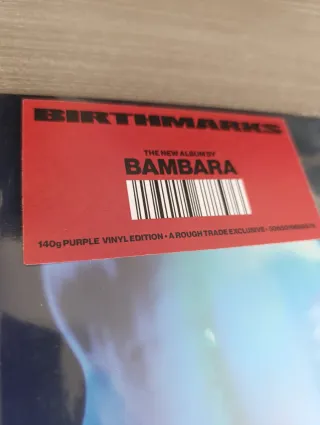 BIRTHMARKS
THE NEW ALBUM BY
BAMBARA
140g PURPLE VINYL EDITION • A ROUGH TRADE EXCLUSIVE •